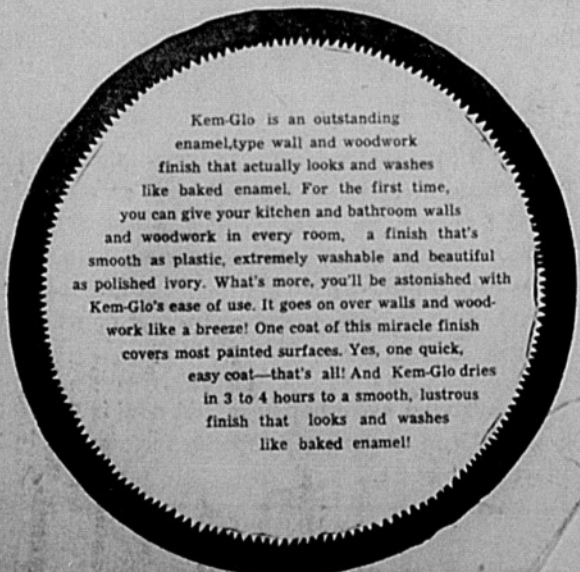 Kem-Glo is an outstanding
enamel,type wall and woodwork
finish that actually looks and washes
like baked enamel. For the first time,
you can give your kitchen and bathroom walls
and woodwork in every room, a finish that's
smooth as plastic, extremely washable and beautiful
as polished ivory. What's more, you'll be astonished with
Kem-Glo's ease of use. It goes on over walls and wood-
work like a breeze! One coat of this miracle finish
covers most painted surfaces. Yes, one quick,
easy coat—that's all! And Kem-Glo dries
in 3 to 4 hours to a smooth, lustrous
finish that looks and washes
like baked enamel!